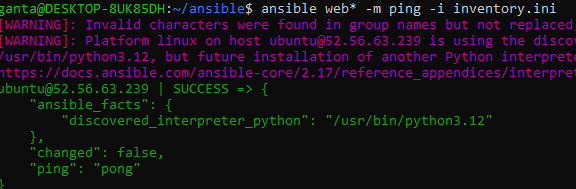 ganta@DESKTOP-8UK85DH:~/ansible$ ansible web* -m ping -i inventory.ini
[WARNING]: Invalid characters were found in group names but not replaced
[WARNING]: Platform linux on host ubuntu@52.56.63.239 is using the disco
/usr/bin/python3.12, but future installation of another Python interprete
https://docs.ansible.com/ansible-core/2.17/reference_appendices/interpret
ubuntu@52.56.63.239 | SUCCESS => {
    "ansible_facts": {
        "discovered_interpreter_python": "/usr/bin/python3.12"
    },
    "changed": false,
    "ping": "pong"
}